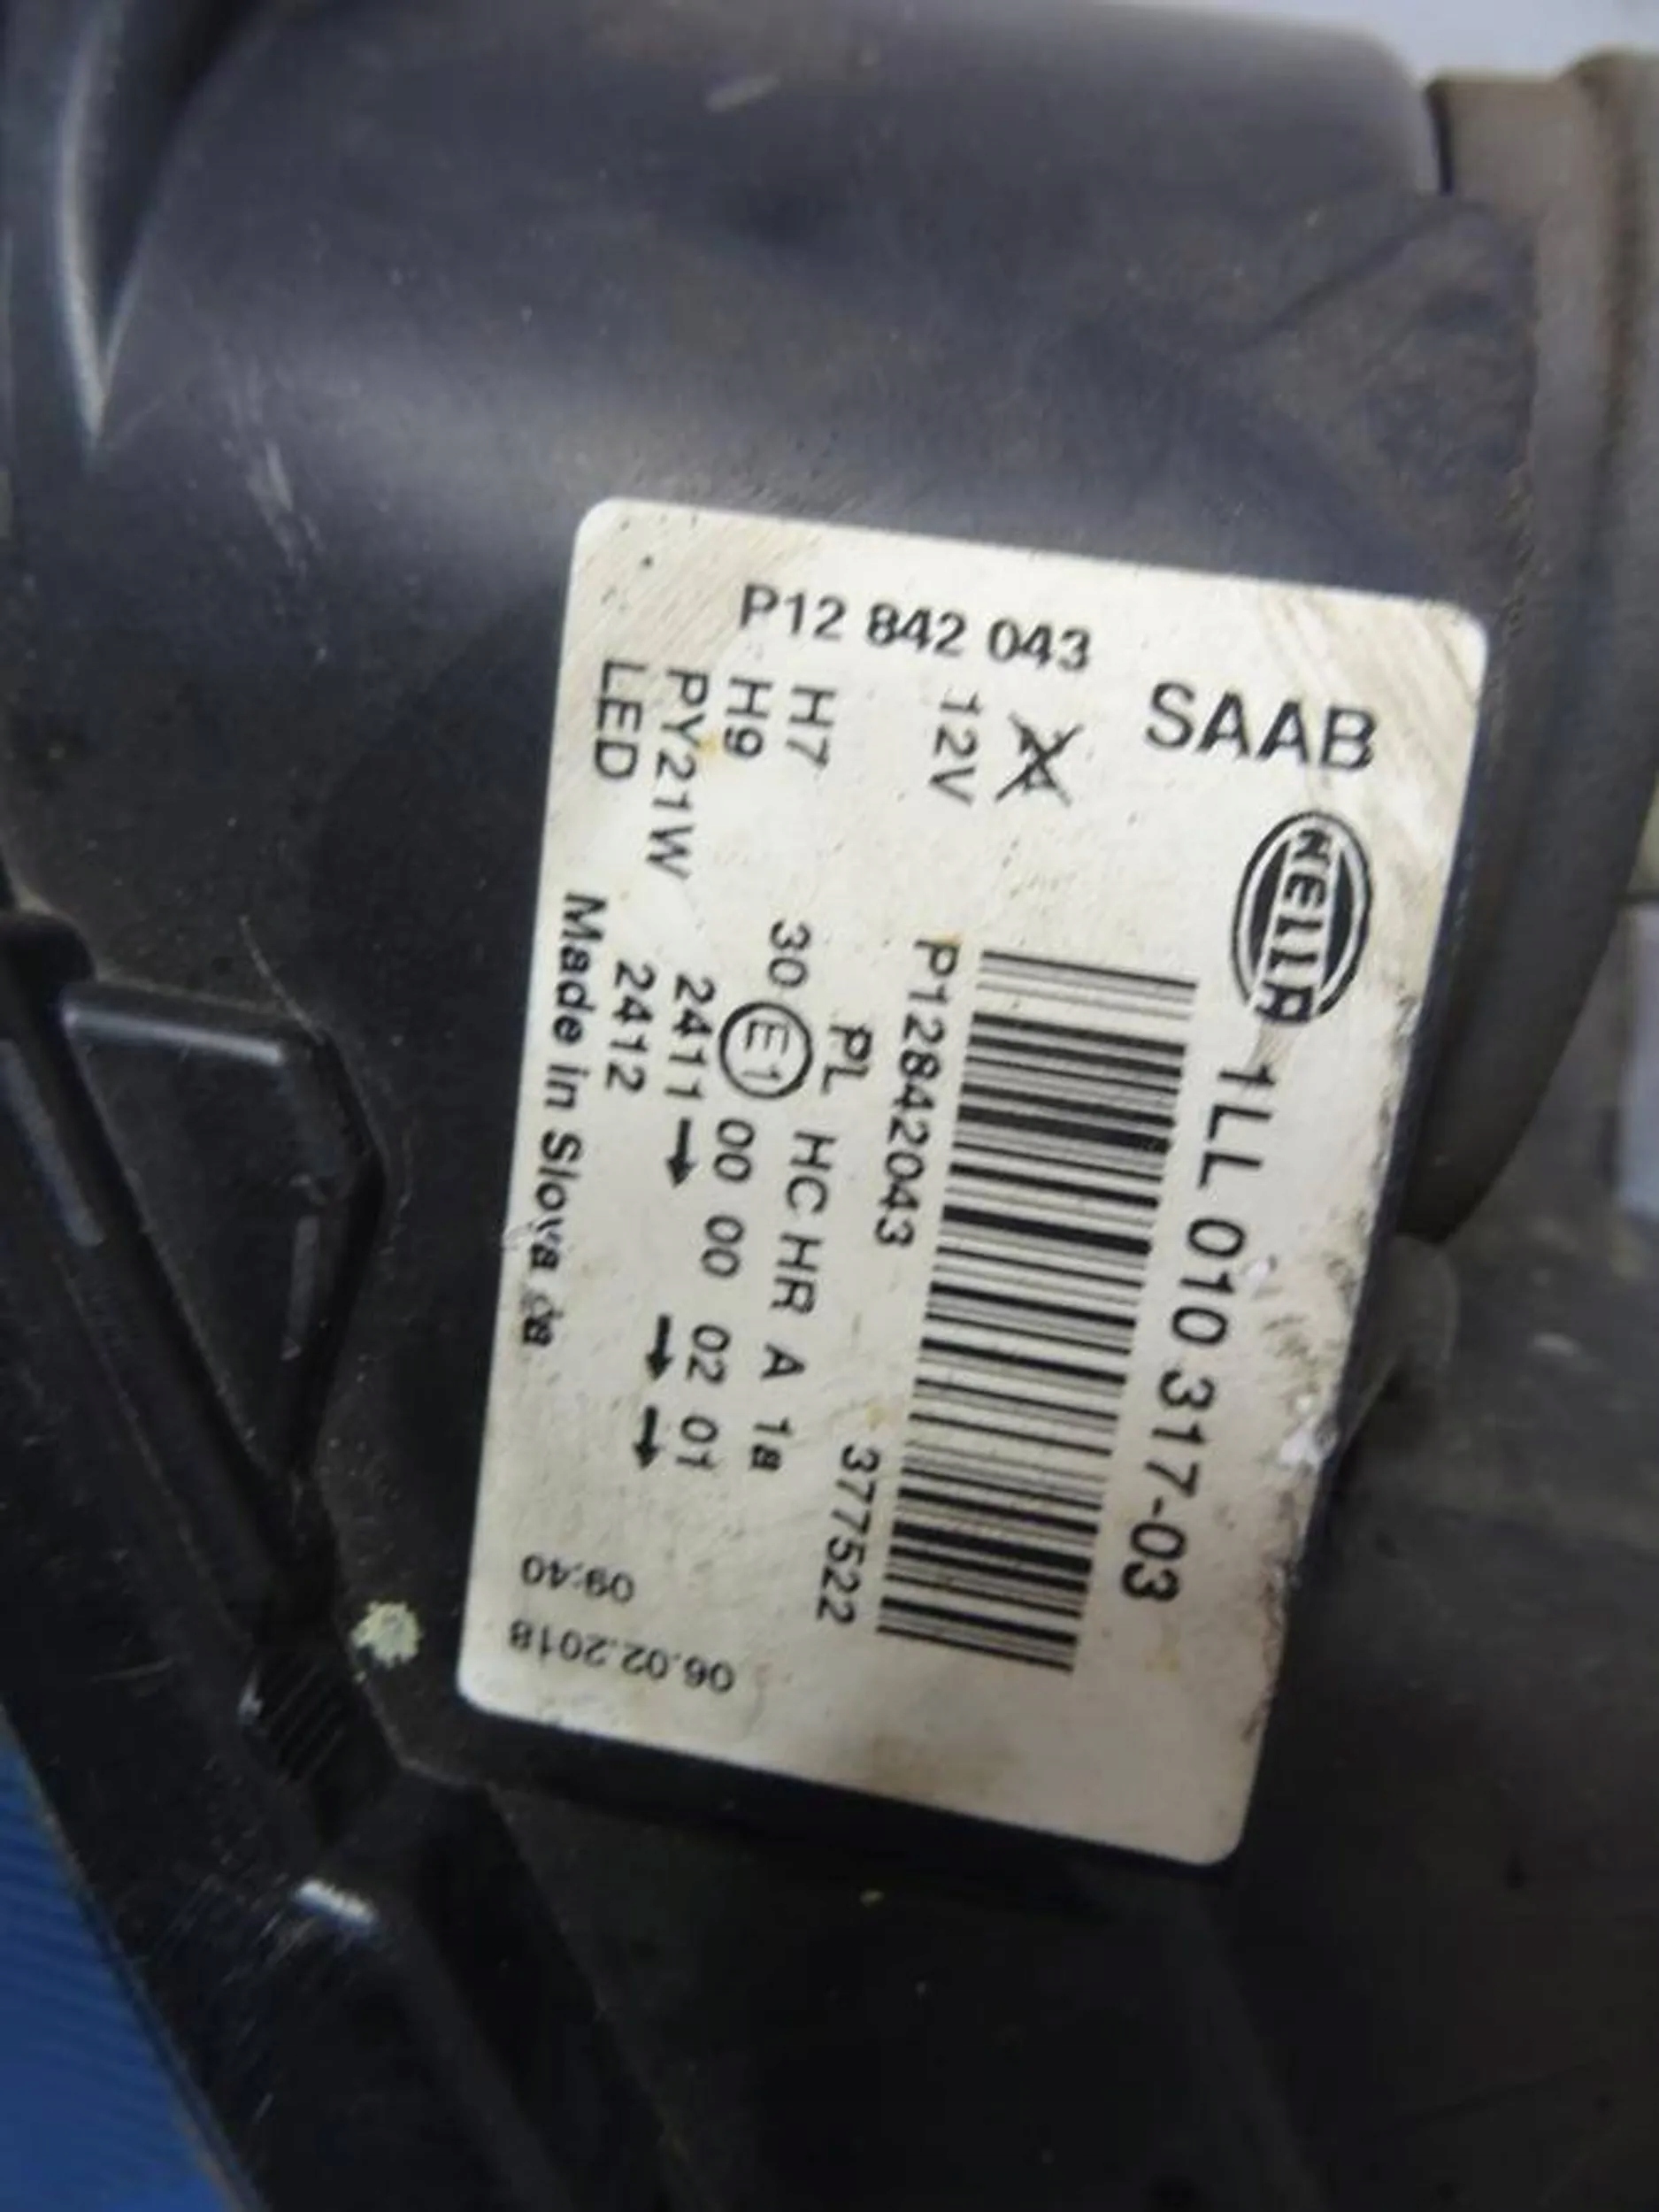 P12 842 043
SAAB
HELLA
1LL 010 317-03
12V
P12842043
377522
H7
H9
PY21W
LED
PL HC HR A 1a
30 E1 00 00 02 01
2411
2412
Made in Slova
06.02.2018
09:40